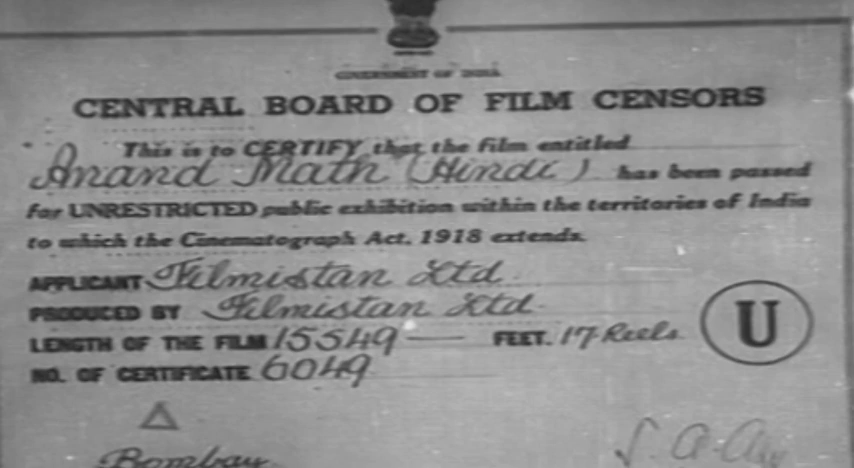 GOVERNMENT OF INDIA
CENTRAL BOARD OF FILM CENSORS
This is to CERTIFY that the film entitled
Anand Math (Hindi) has been passed
for UNRESTRICTED public exhibition within the territories of India
to which the Cinematograph Act, 1918 extends.
APPLICANT Filmistan Ltd.
PRODUCED BY Filmistan Ltd.
LENGTH OF THE FILM 15549 — FEET. 17 Reels
U
NO. OF CERTIFICATE 6049
Bombay